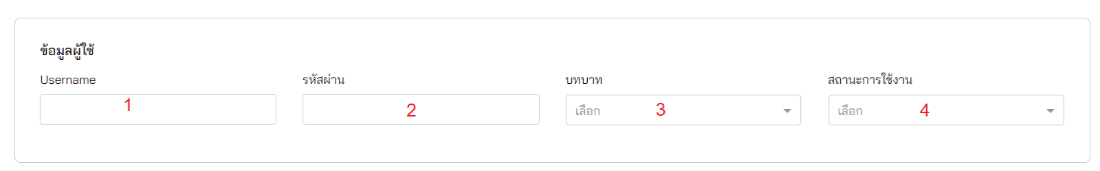 ข้อมูลผู้ใช้
Username รหัสผ่าน บทบาท สถานะการใช้งาน
1 2 เลือก 3 เลือก 4